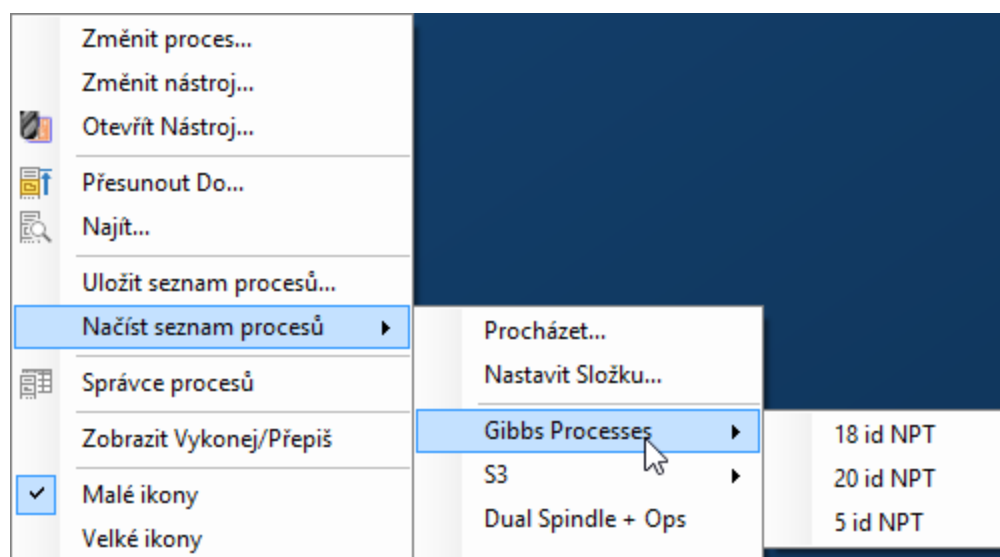 Změnit proces...
Změnit nástroj...
Otevřít Nástroj...
Přesunout Do...
Najít...
Uložit seznam procesů...
Načíst seznam procesů
Správce procesů
Zobrazit Vykonej/Přepiš
Malé ikony
Velké ikony
Procházet...
Nastavit Složku...
Gibbs Processes
S3
Dual Spindle + Ops
18 id NPT
20 id NPT
5 id NPT